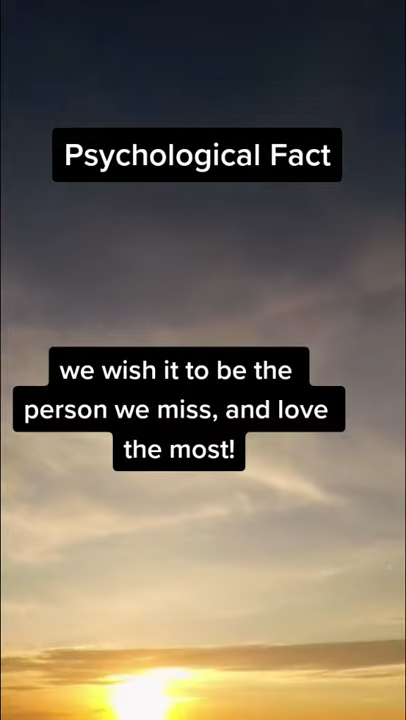 Psychological Fact
we wish it to be the
person we miss, and love
the most!